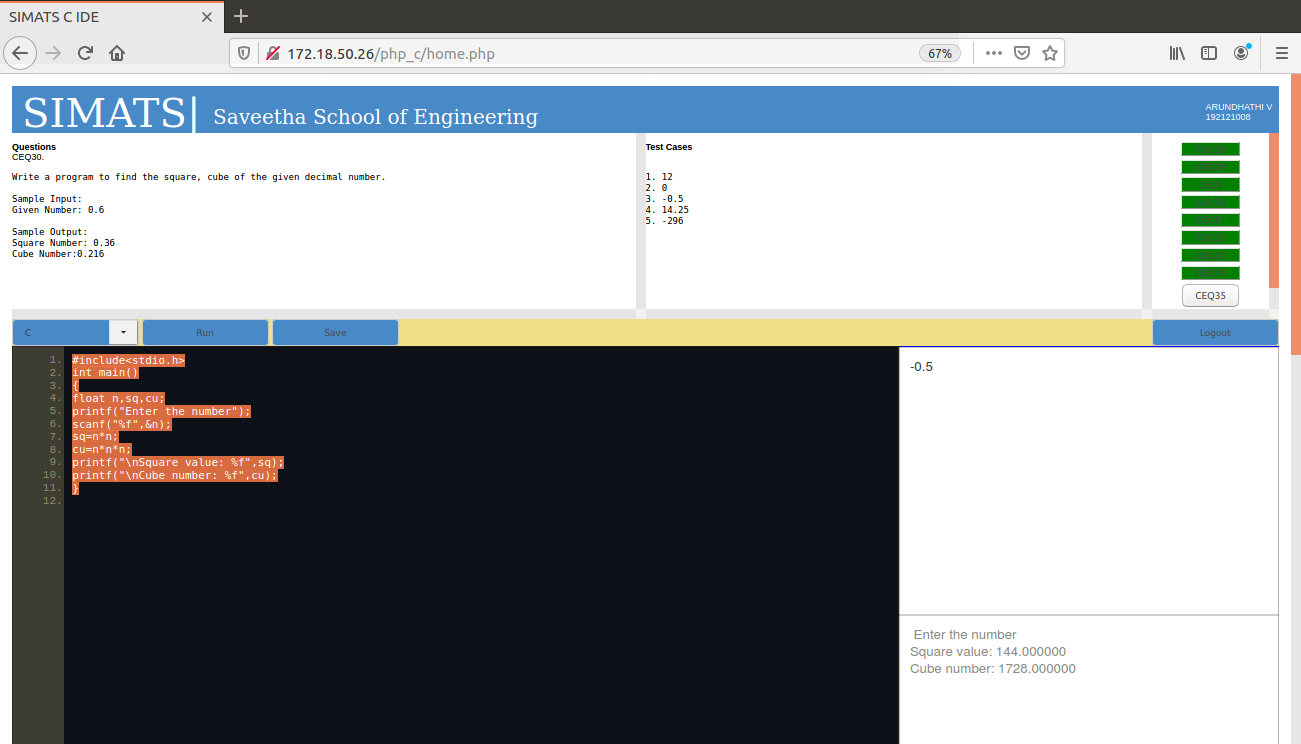 SIMATS C IDE
172.18.50.26/php_c/home.php
67%
SIMATS| Saveetha School of Engineering
ARUNDHATHI V
192121008
Questions
CEQ30.
Write a program to find the square, cube of the given decimal number.
Sample Input:
Given Number: 0.6
Sample Output:
Square Number: 0.36
Cube Number:0.216
Test Cases
1. 12
2. 0
3. -0.5
4. 14.25
5. -296
CEQ35
C
Run
Save
Logout
1. #include<stdio.h>
2. int main()
3. {
4. float n,sq,cu;
5. printf("Enter the number");
6. scanf("%f",&n);
7. sq=n*n;
8. cu=n*n*n;
9. printf("\nSquare value: %f",sq);
10. printf("\nCube number: %f",cu);
11. }
12.
-0.5
Enter the number
Square value: 144.000000
Cube number: 1728.000000